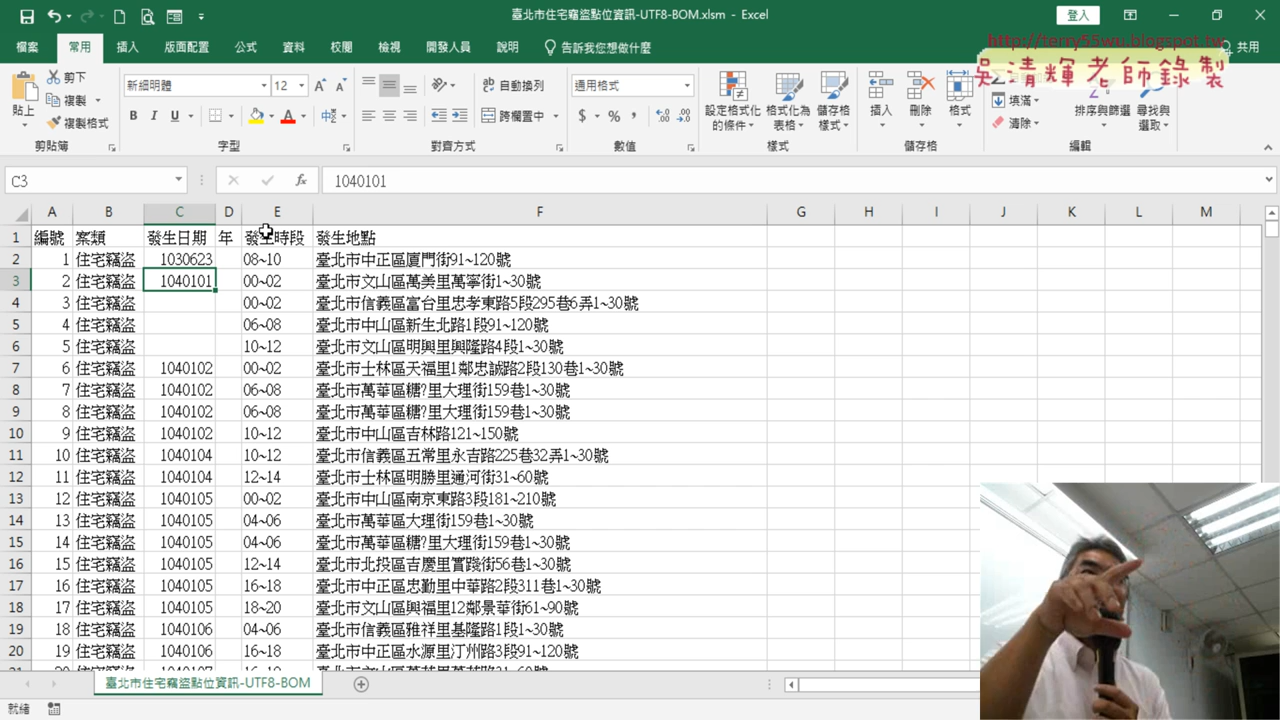 臺北市住宅竊盜點位資訊-UTF8-BOM.xlsm - Excel
登入
檔案 常用 插入 版面配置 公式 資料 校閱 檢視 開發人員 說明 告訴我您想做什麼 共用
http://terry55wu.blogspot.tw
吳清輝老師錄製
貼上 剪下 複製 複製格式 剪貼簿
新細明體 12 B I U A 字型
自動換列 跨欄置中 對齊方式
通用格式 $ % , 數值
設定格式化的條件 格式化為表格 儲存格樣式 樣式
插入 刪除 格式 儲存格
填滿 清除 排序與篩選 尋找與選取 編輯
C3 fx 1040101
A B C D E F G H I J K L M
1 編號 案類 發生日期 年 發生時段 發生地點
2 1 住宅竊盜 1030623 08~10 臺北市中正區廈門街91~120號
3 2 住宅竊盜 1040101 00~02 臺北市文山區萬美里萬寧街1~30號
4 3 住宅竊盜 00~02 臺北市信義區富台里忠孝東路5段295巷6弄1~30號
5 4 住宅竊盜 06~08 臺北市中山區新生北路1段91~120號
6 5 住宅竊盜 10~12 臺北市文山區明興里興隆路4段1~30號
7 6 住宅竊盜 1040102 00~02 臺北市士林區天福里1鄰忠誠路2段130巷1~30號
8 7 住宅竊盜 1040102 06~08 臺北市萬華區糖?里大理街159巷1~30號
9 8 住宅竊盜 1040102 06~08 臺北市萬華區糖?里大理街159巷1~30號
10 9 住宅竊盜 1040102 10~12 臺北市中山區吉林路121~150號
11 10 住宅竊盜 1040104 10~12 臺北市信義區五常里永吉路225巷32弄1~30號
12 11 住宅竊盜 1040104 12~14 臺北市士林區明勝里通河街31~60號
13 12 住宅竊盜 1040105 00~02 臺北市中山區南京東路3段181~210號
14 13 住宅竊盜 1040105 04~06 臺北市萬華區大理街159巷1~30號
15 14 住宅竊盜 1040105 04~06 臺北市萬華區糖?里大理街159巷1~30號
16 15 住宅竊盜 1040105 12~14 臺北市北投區吉慶里實踐街56巷1~30號
17 16 住宅竊盜 1040105 16~18 臺北市中正區忠勤里中華路2段311巷1~30號
18 17 住宅竊盜 1040105 18~20 臺北市文山區興福里12鄰景華街61~90號
19 18 住宅竊盜 1040106 04~06 臺北市信義區雅祥里基隆路1段1~30號
20 19 住宅竊盜 1040106 16~18 臺北市中正區水源里汀州路3段91~120號
臺北市住宅竊盜點位資訊-UTF8-BOM
就緒